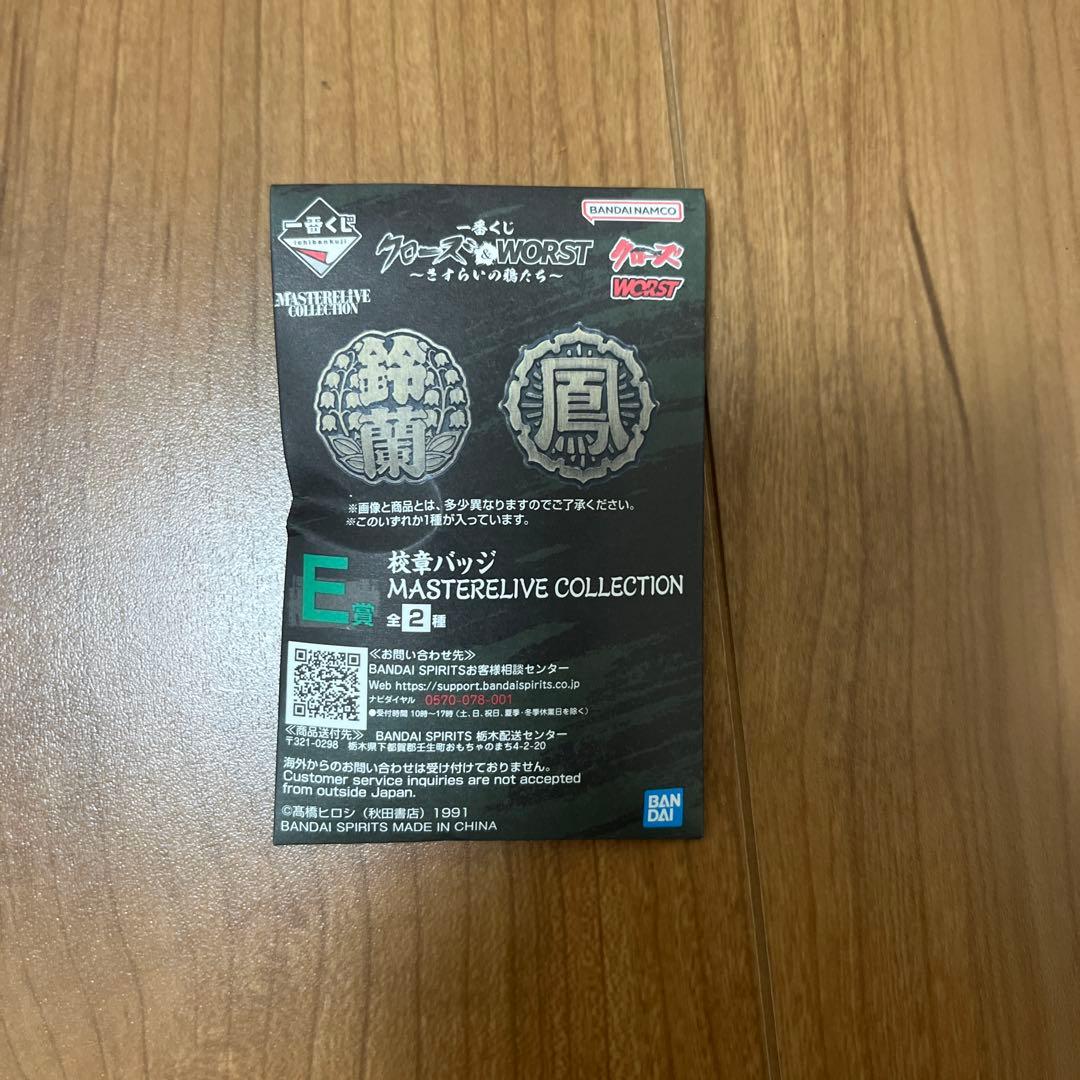 一番くじ
ichibankuji
MASTERELIVE
COLLECTION
一番くじ
クローズ&WORST
〜さすらいの鴉たち〜
BANDAI NAMCO
クローズ
WORST
鈴蘭
鳳
※画像と商品とは、多少異なりますのでご了承ください。
※このいずれか1種が入っています。
E賞
校章バッジ
MASTERELIVE COLLECTION
全2種
≪お問い合わせ先≫
BANDAI SPIRITSお客様相談センター
Web https://support.bandaispirits.co.jp
ナビダイヤル 0570-078-001
●受付時間 10時〜17時（土、日、祝日、夏季・冬季休業日を除く）
≪商品送付先≫ BANDAI SPIRITS 栃木配送センター
〒321-0298 栃木県下都賀郡壬生町おもちゃのまち4-2-20
海外からのお問い合わせは受け付けておりません。
Customer service inquiries are not accepted
from outside Japan.
©髙橋ヒロシ（秋田書店）1991
BANDAI SPIRITS MADE IN CHINA
BAN
DAI